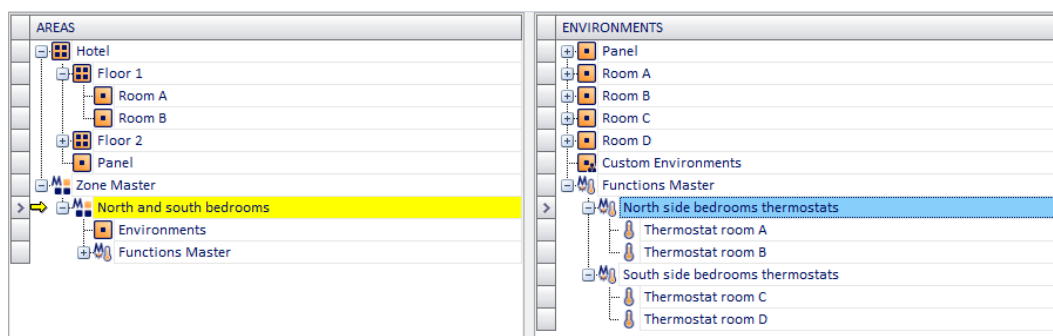 AREAS
Hotel
Floor 1
Room A
Room B
Floor 2
Panel
Zone Master
North and south bedrooms
Environments
Functions Master
ENVIRONMENTS
Panel
Room A
Room B
Room C
Room D
Custom Environments
Functions Master
North side bedrooms thermostats
Thermostat room A
Thermostat room B
South side bedrooms thermostats
Thermostat room C
Thermostat room D